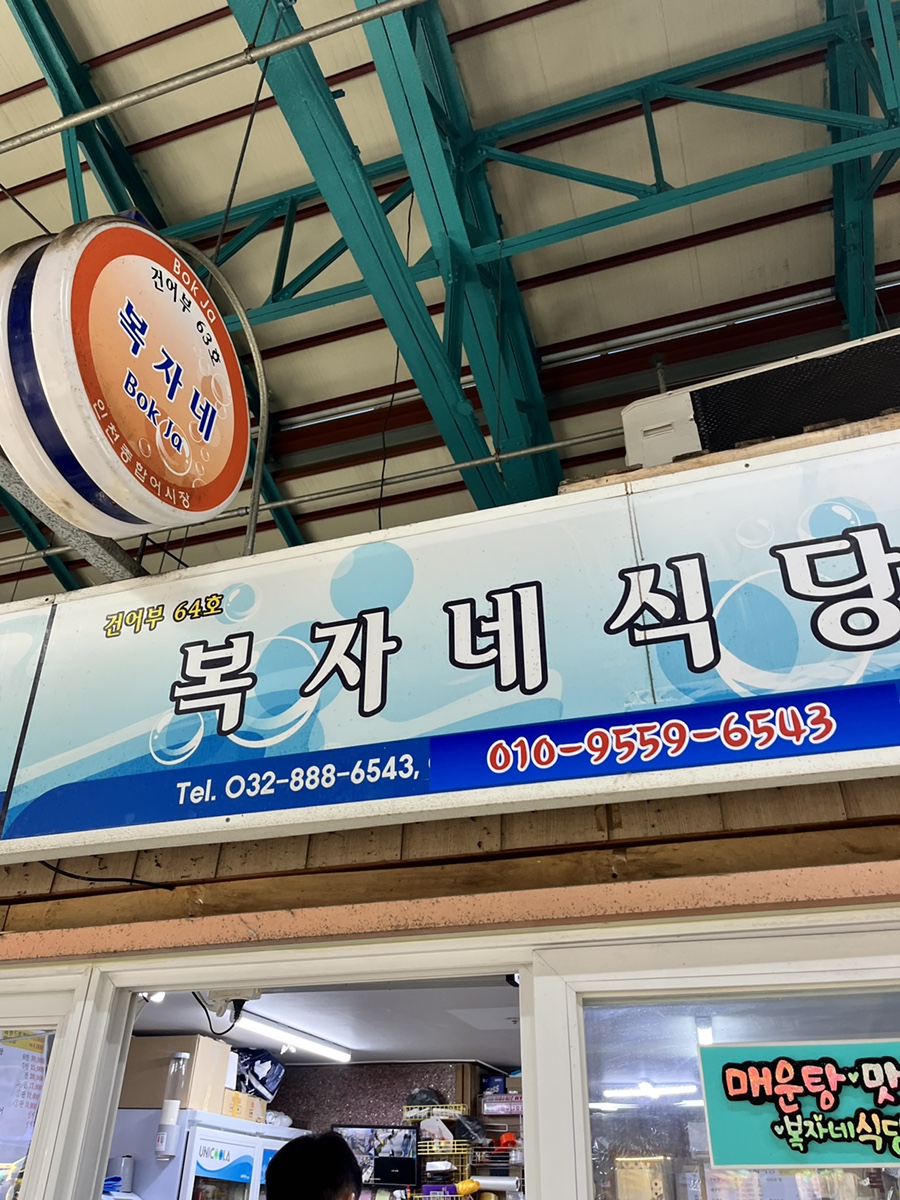 Bok Ja
건어부 63호
복자네
Bok Ja
인천종합어시장
건어부 64호
복자네식당
Tel. 032-888-6543,
010-9559-6543
UNICOOLA
매운탕 맛
복자네식당